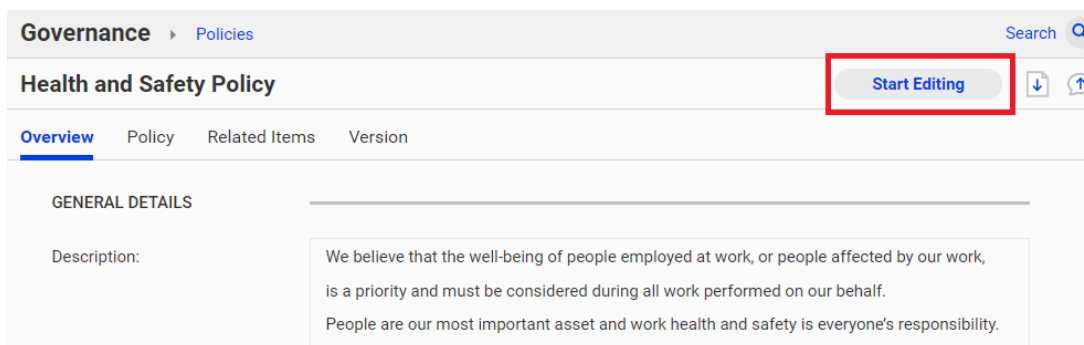 Governance Policies Search
Health and Safety Policy Start Editing
Overview Policy Related Items Version
GENERAL DETAILS
Description: We believe that the well-being of people employed at work, or people affected by our work,
is a priority and must be considered during all work performed on our behalf.
People are our most important asset and work health and safety is everyone’s responsibility.